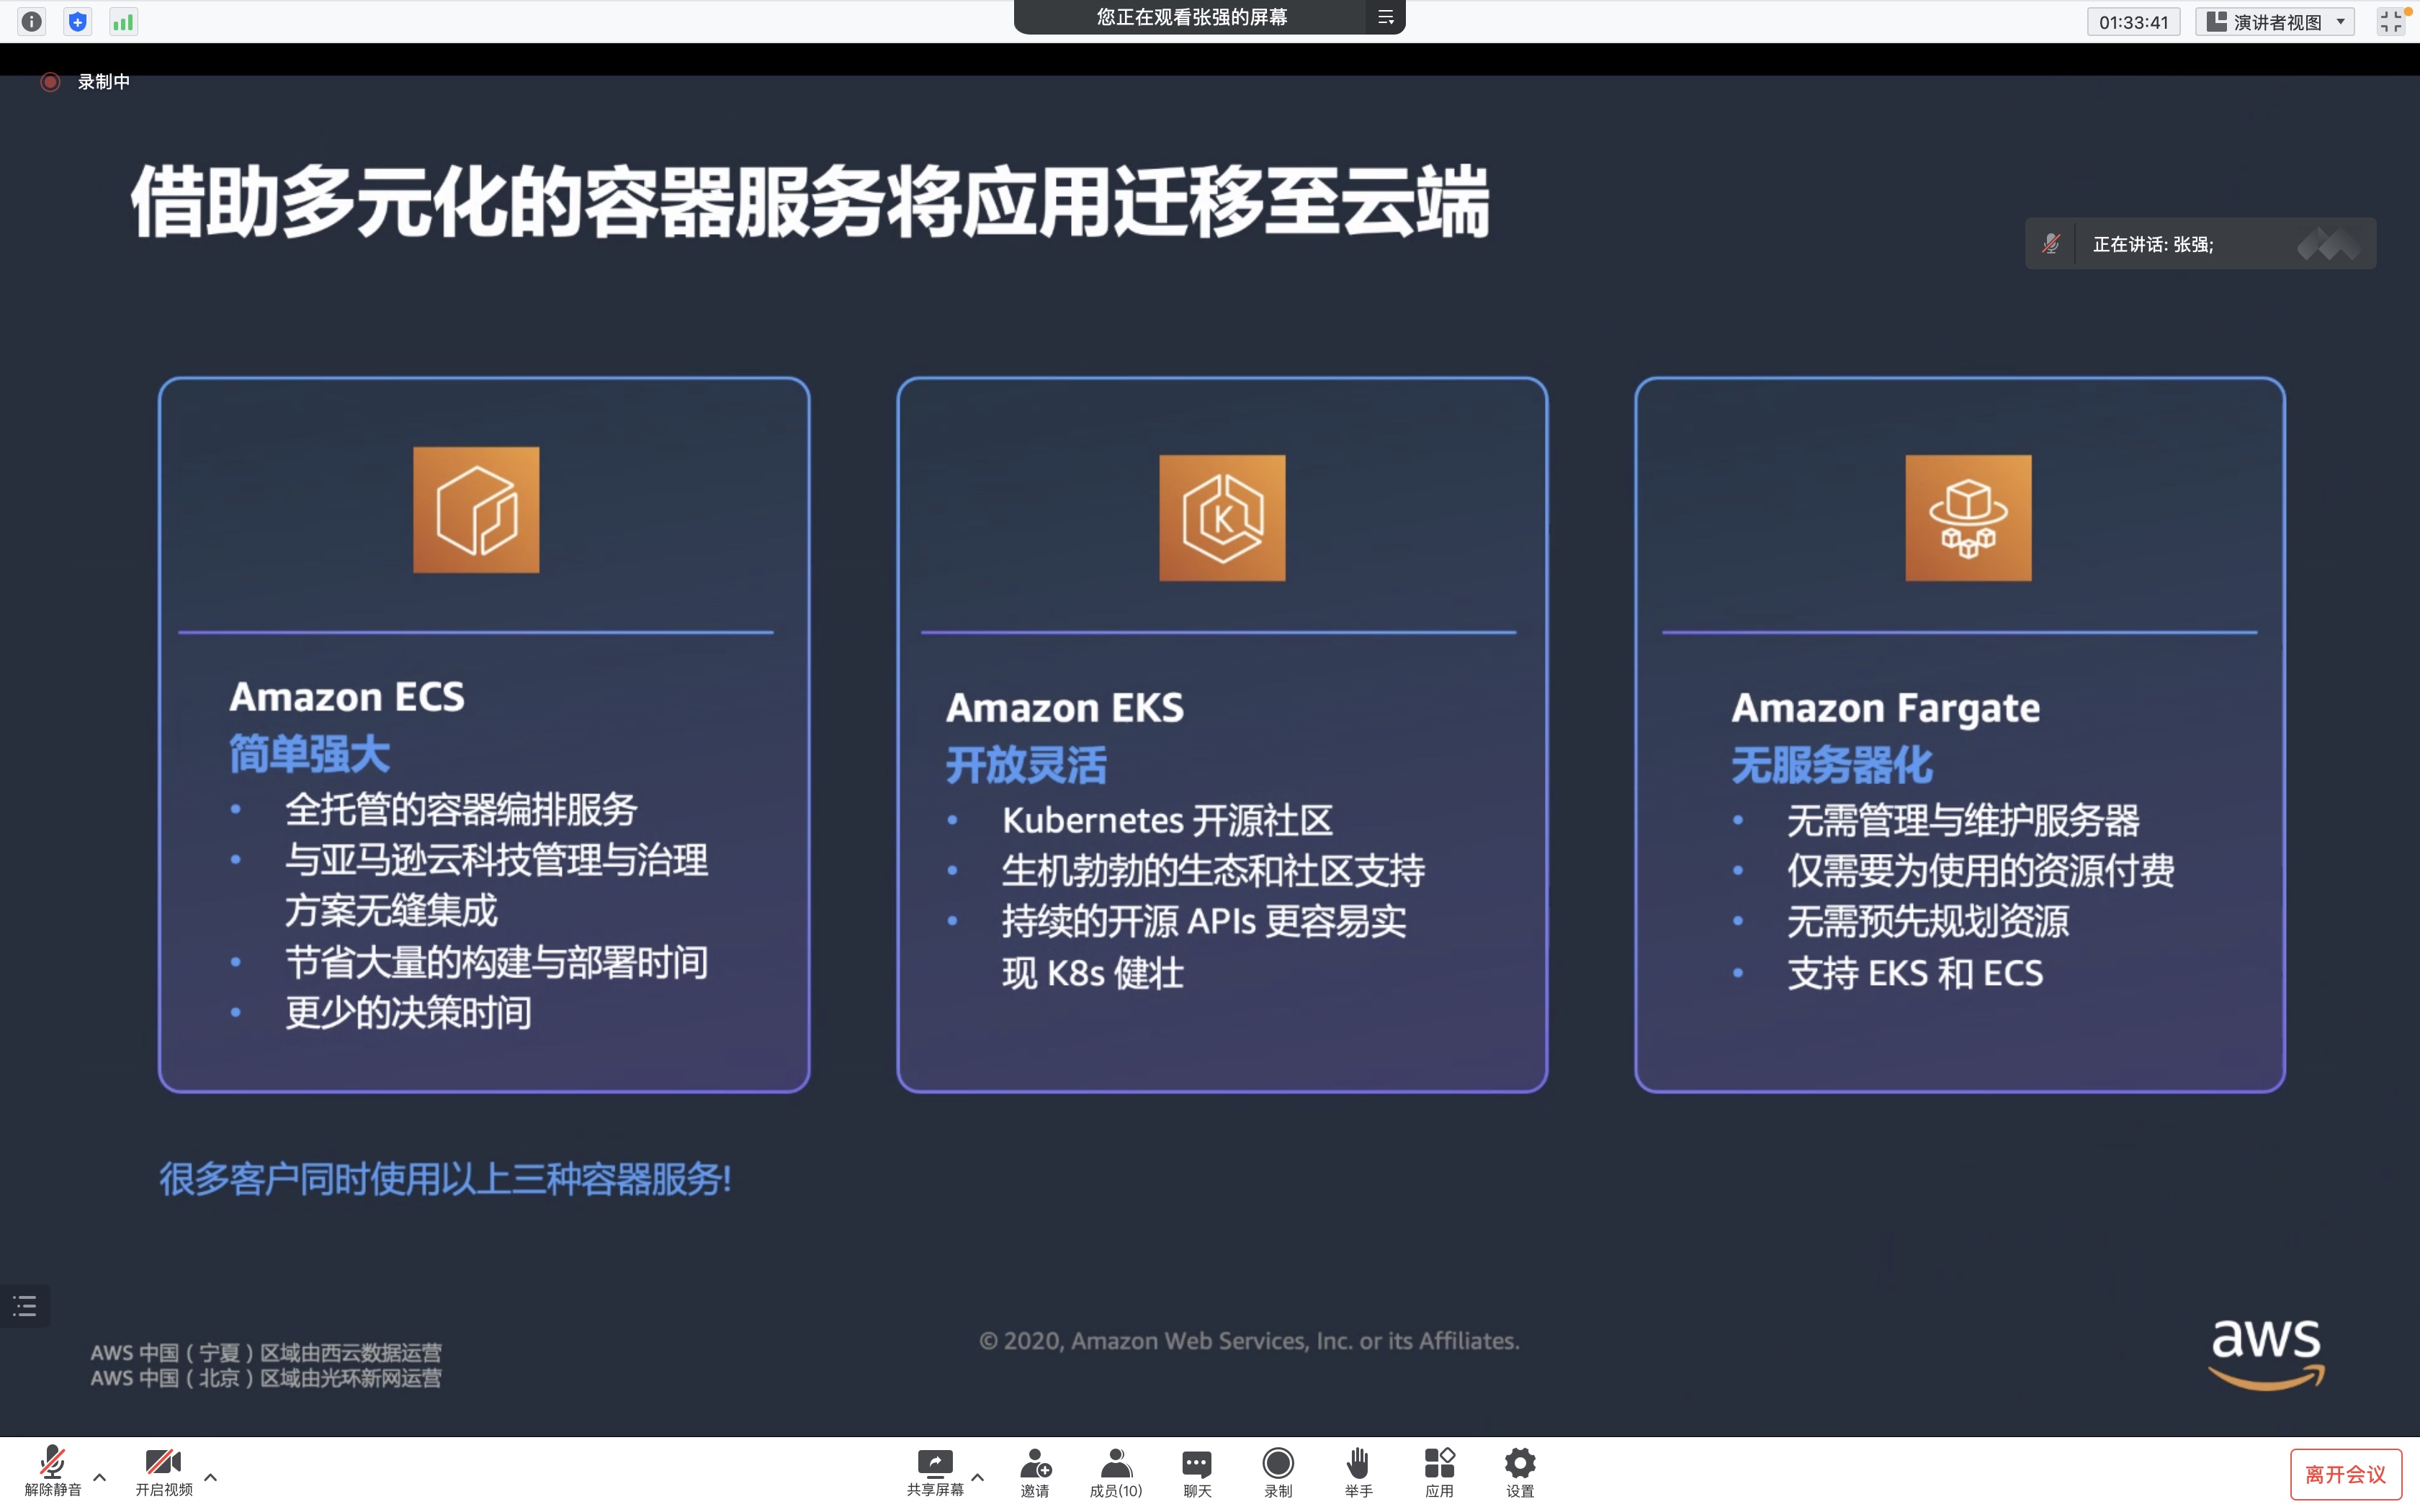 您正在观看张强的屏幕
01:33:41
演讲者视图
录制中
借助多元化的容器服务将应用迁移至云端
正在讲话: 张强;
Amazon ECS
简单强大
• 全托管的容器编排服务
• 与亚马逊云科技管理与治理
方案无缝集成
• 节省大量的构建与部署时间
• 更少的决策时间
Amazon EKS
开放灵活
• Kubernetes 开源社区
• 生机勃勃的生态和社区支持
• 持续的开源 APIs 更容易实
现 K8s 健壮
Amazon Fargate
无服务器化
• 无需管理与维护服务器
• 仅需要为使用的资源付费
• 无需预先规划资源
• 支持 EKS 和 ECS
很多客户同时使用以上三种容器服务!
AWS 中国（宁夏）区域由西云数据运营
AWS 中国（北京）区域由光环新网运营
© 2020, Amazon Web Services, Inc. or its Affiliates.
aws
解除静音
开启视频
共享屏幕
邀请
成员(10)
聊天
录制
举手
应用
设置
离开会议